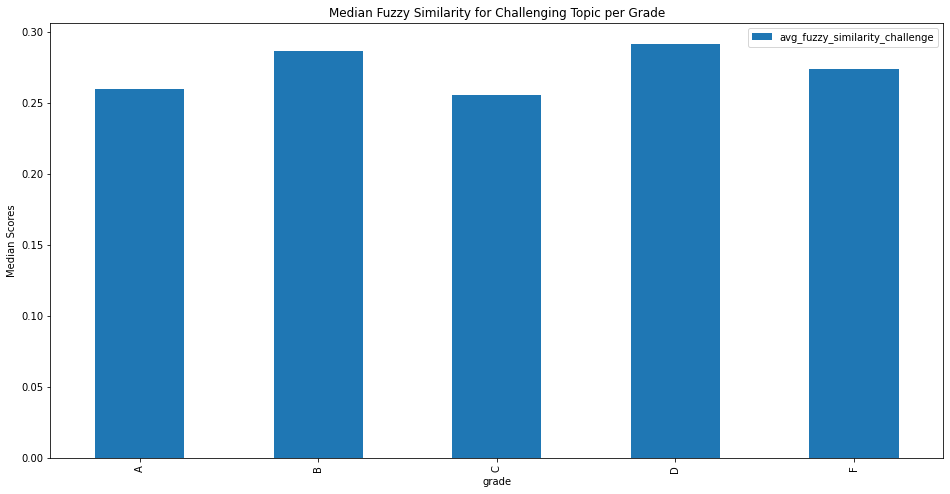 Median Fuzzy Similarity for Challenging Topic per Grade
avg_fuzzy_similarity_challenge
0.30
0.25
0.20
0.15
0.10
0.05
0.00
Median Scores
A
B
C
D
F
grade